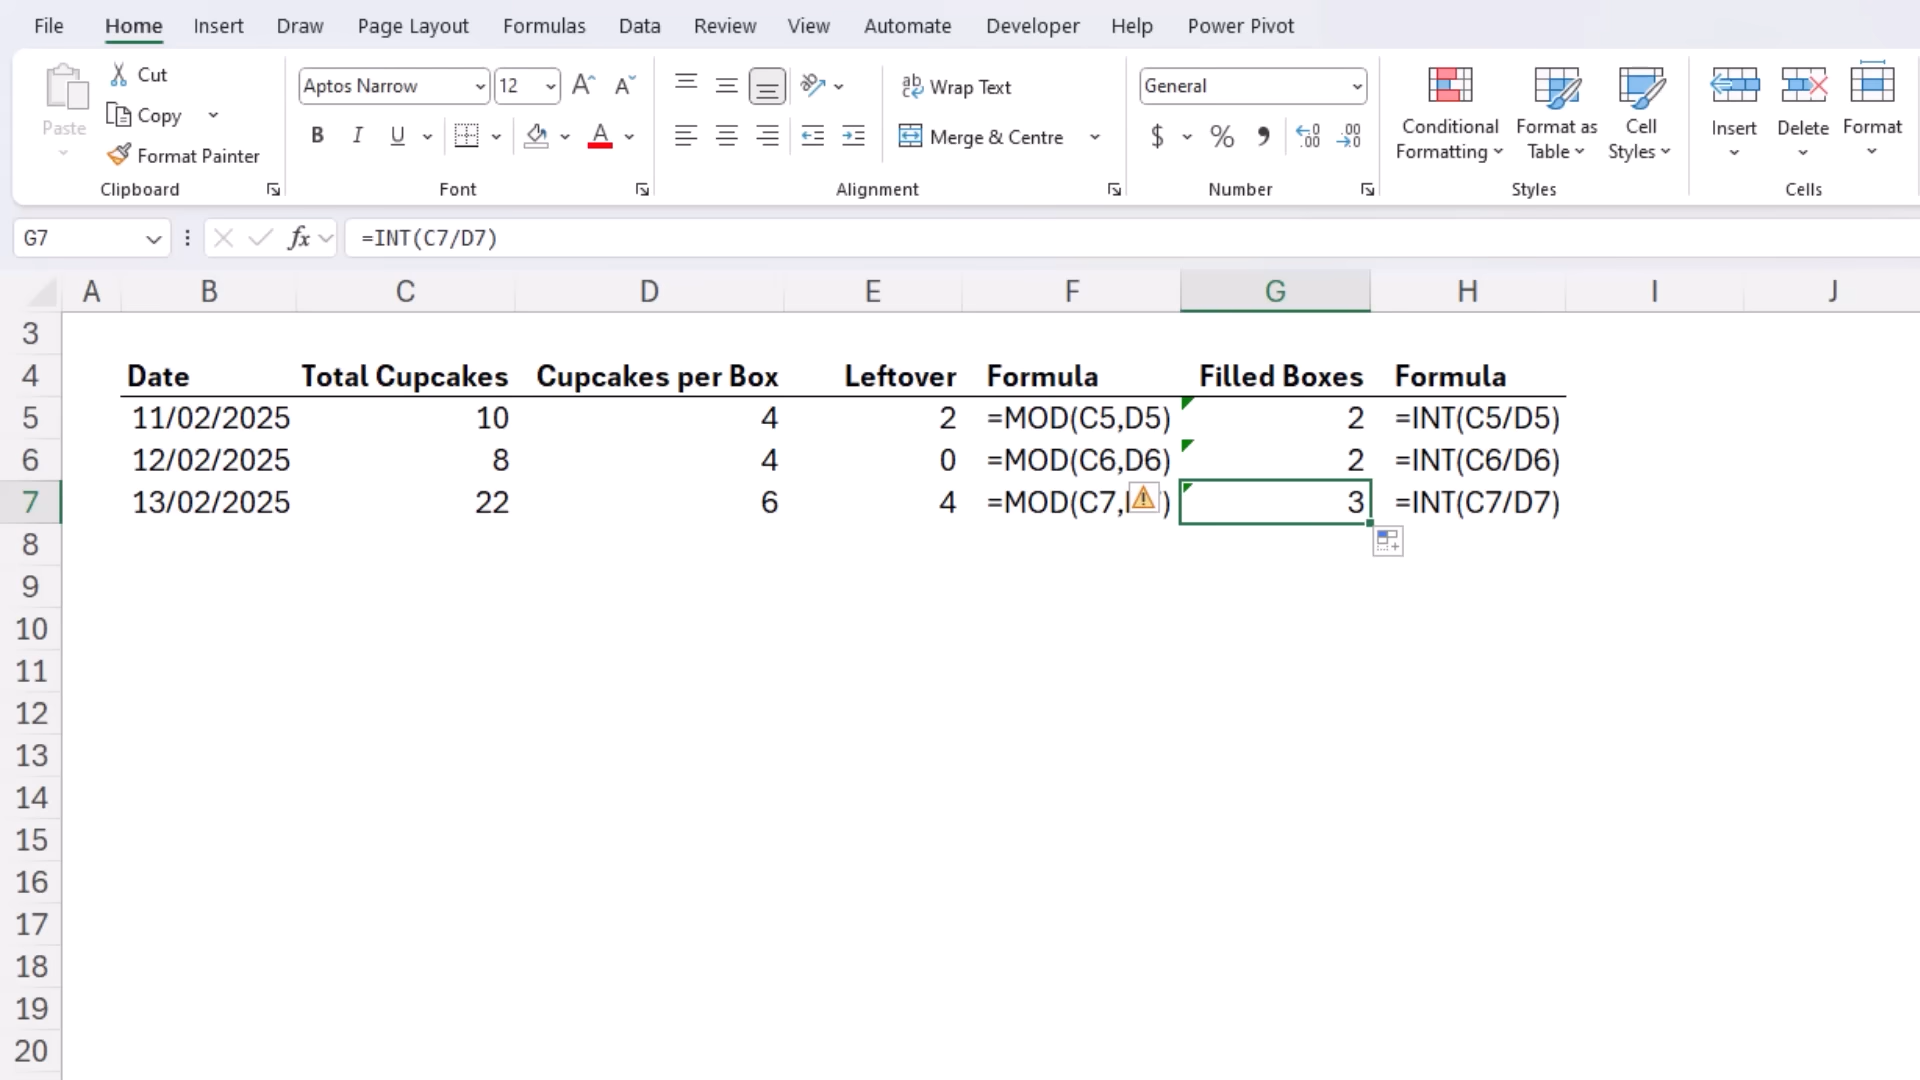 File Home Insert Draw Page Layout Formulas Data Review View Automate Developer Help Power Pivot
Paste
Cut
Copy
Format Painter
Clipboard
Aptos Narrow 12
B I U A
Font
ab Wrap Text
Merge & Centre
Alignment
General
$ % 9 .00 .00
Number
Conditional Formatting
Format as Table
Cell Styles
Styles
Insert Delete Format
Cells
G7 fx =INT(C7/D7)
A B C D E F G H I J
3
4 Date Total Cupcakes Cupcakes per Box Leftover Formula Filled Boxes Formula
5 11/02/2025 10 4 2 =MOD(C5,D5) 2 =INT(C5/D5)
6 12/02/2025 8 4 0 =MOD(C6,D6) 2 =INT(C6/D6)
7 13/02/2025 22 6 4 =MOD(C7, ) 3 =INT(C7/D7)
8
9
10
11
12
13
14
15
16
17
18
19
20